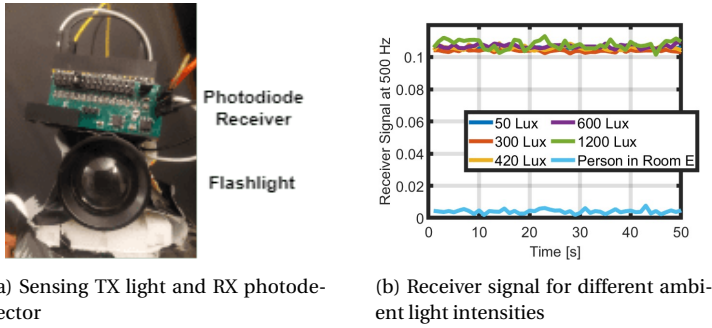 Photodiode
Receiver
Flashlight
Receiver Signal at 500 Hz
0.1
0.08
0.06
0.04
0.02
0
50 Lux
600 Lux
300 Lux
1200 Lux
420 Lux
Person in Room E
0 10 20 30 40 50
Time [s]
a) Sensing TX light and RX photode-
ector
(b) Receiver signal for different ambi-
ent light intensities